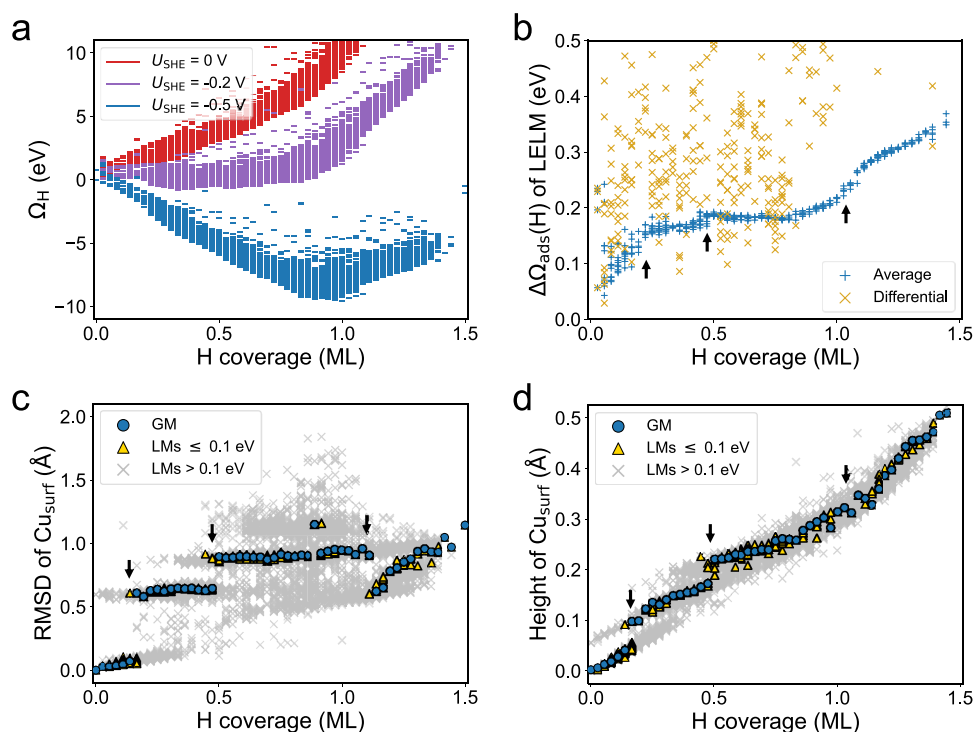 a
10
5
0
−5
−10
Ω_H (eV)
U_SHE = 0 V
U_SHE = -0.2 V
U_SHE = -0.5 V
0.0 0.5 1.0 1.5
H coverage (ML)
b
0.5
0.4
0.3
0.2
0.1
0.0
ΔΩ_ads(H) of LELM (eV)
Average
Differential
0.0 0.5 1.0 1.5
H coverage (ML)
c
2.0
1.5
1.0
0.5
0.0
RMSD of Cu_surf (Å)
GM
LMs ≤ 0.1 eV
LMs > 0.1 eV
0.0 0.5 1.0 1.5
H coverage (ML)
d
0.5
0.4
0.3
0.2
0.1
0.0
Height of Cu_surf (Å)
GM
LMs ≤ 0.1 eV
LMs > 0.1 eV
0.0 0.5 1.0 1.5
H coverage (ML)